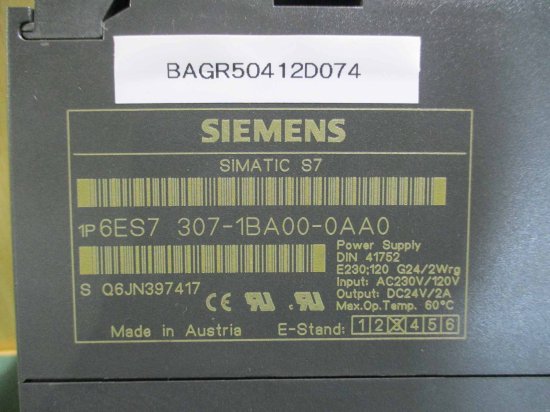 BAGR50412D074
SIEMENS
SIMATIC S7
1P 6ES7 307-1BA00-0AA0
Power Supply
DIN 41752
E230;120 G24/2Wrg
Input: AC230V/120V
Output: DC24V/2A
Max.Op.Temp. 60°C
S Q6JN397417
Made in Austria
E-Stand: 1 2 3 4 5 6